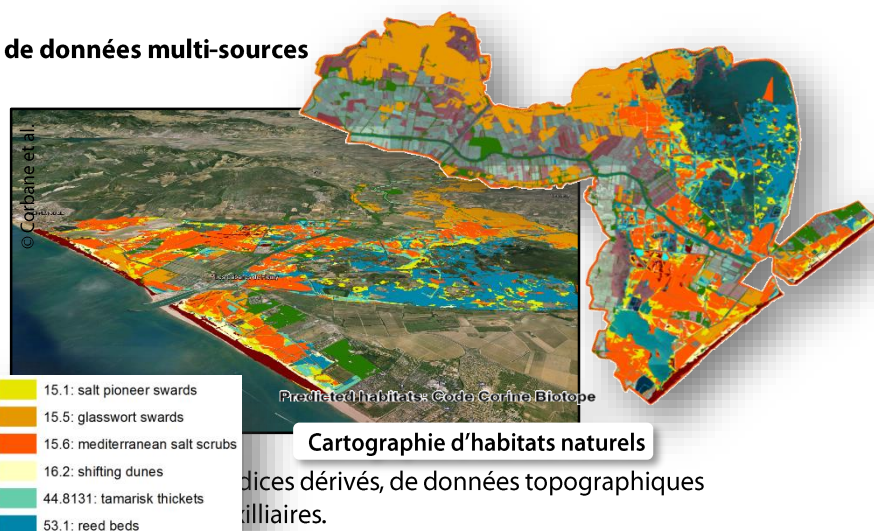 de données multi-sources
© Corbane et al.
Predicted habitats: Code Corine Biotope
15.1: salt pioneer swards
15.5: glasswort swards
15.6: mediterranean salt scrubs
16.2: shifting dunes
44.8131: tamarisk thickets
53.1: reed beds
Cartographie d’habitats naturels
dices dérivés, de données topographiques
xilliaires.